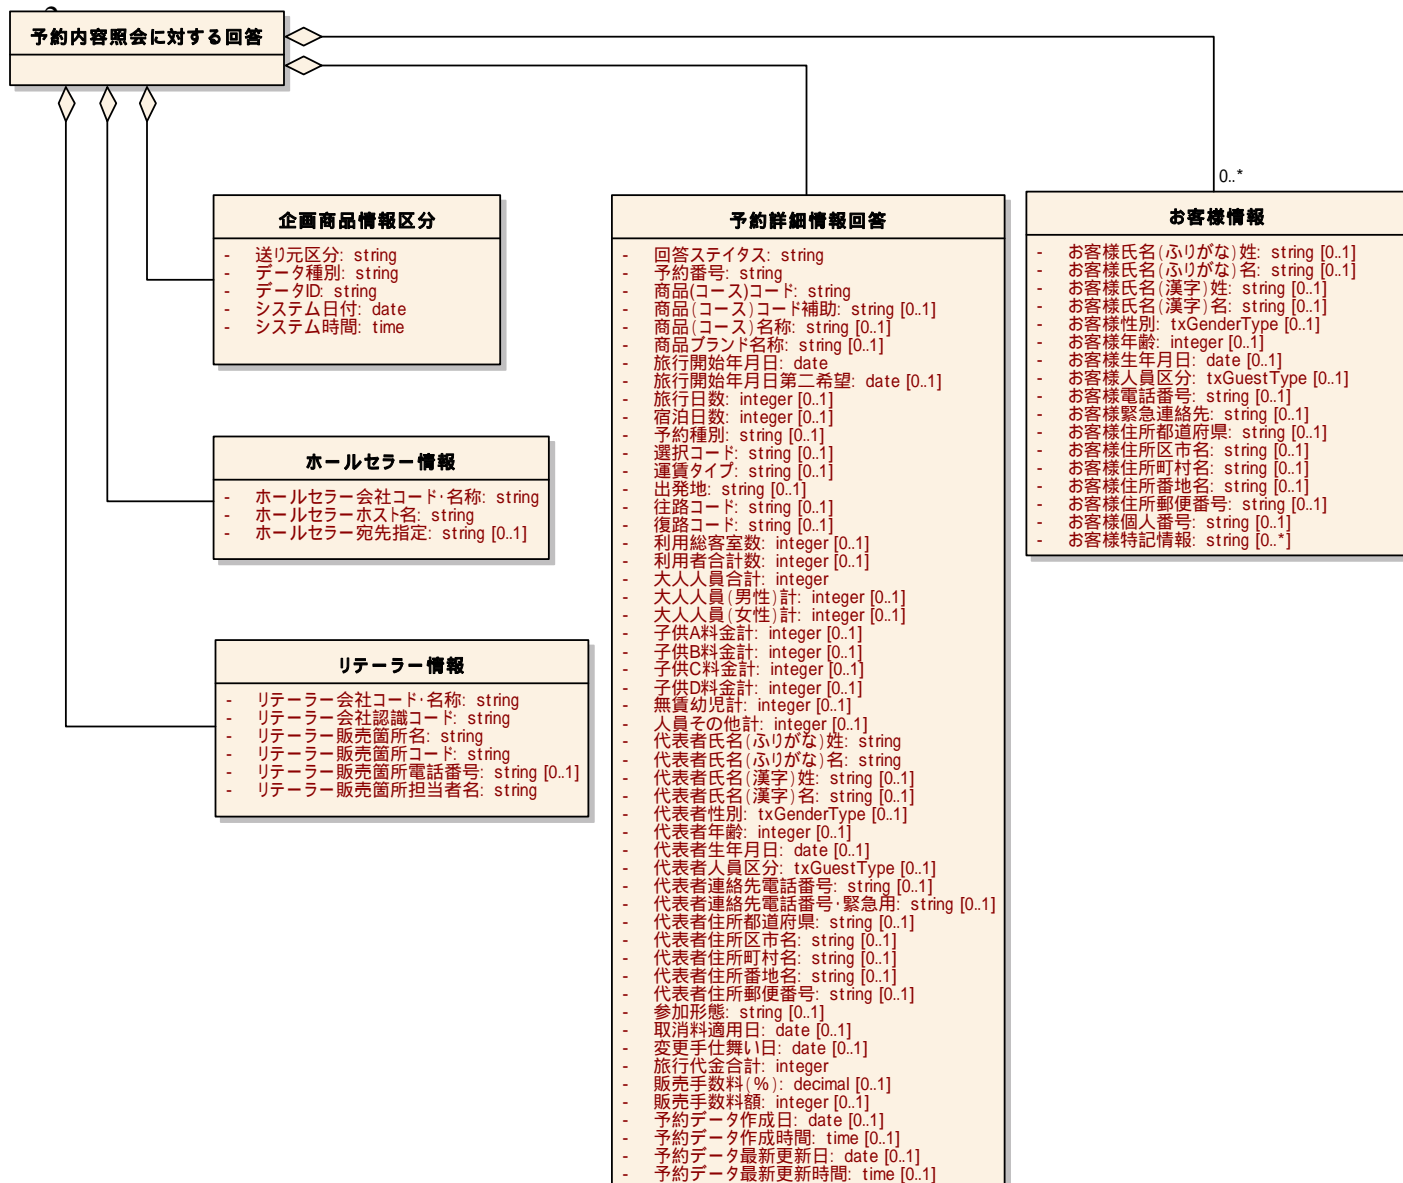 予約内容照会に対する回答
0..*
企画商品情報区分
- 送り元区分: string
- データ種別: string
- データID: string
- システム日付: date
- システム時間: time
ホールセラー情報
- ホールセラー会社コード・名称: string
- ホールセラーホスト名: string
- ホールセラー宛先指定: string [0..1]
リテーラー情報
- リテーラー会社コード・名称: string
- リテーラー会社認識コード: string
- リテーラー販売箇所名: string
- リテーラー販売箇所コード: string
- リテーラー販売箇所電話番号: string [0..1]
- リテーラー販売箇所担当者名: string
予約詳細情報回答
- 回答ステイタス: string
- 予約番号: string
- 商品(コース)コード: string
- 商品(コース)コード補助: string [0..1]
- 商品(コース)名称: string [0..1]
- 商品ブランド名称: string [0..1]
- 旅行開始年月日: date
- 旅行開始年月日第二希望: date [0..1]
- 旅行日数: integer [0..1]
- 宿泊日数: integer [0..1]
- 予約種別: string [0..1]
- 選択コード: string [0..1]
- 運賃タイプ: string [0..1]
- 出発地: string [0..1]
- 往路コード: string [0..1]
- 復路コード: string [0..1]
- 利用総客室数: integer [0..1]
- 利用者合計数: integer [0..1]
- 大人人員合計: integer
- 大人人員(男性)計: integer [0..1]
- 大人人員(女性)計: integer [0..1]
- 子供A料金計: integer [0..1]
- 子供B料金計: integer [0..1]
- 子供C料金計: integer [0..1]
- 子供D料金計: integer [0..1]
- 無賃幼児計: integer [0..1]
- 人員その他計: integer [0..1]
- 代表者氏名(ふりがな)姓: string
- 代表者氏名(ふりがな)名: string
- 代表者氏名(漢字)姓: string [0..1]
- 代表者氏名(漢字)名: string [0..1]
- 代表者性別: txGenderType [0..1]
- 代表者年齢: integer [0..1]
- 代表者生年月日: date [0..1]
- 代表者人員区分: txGuestType [0..1]
- 代表者連絡先電話番号: string [0..1]
- 代表者連絡先電話番号・緊急用: string [0..1]
- 代表者住所都道府県: string [0..1]
- 代表者住所区市名: string [0..1]
- 代表者住所町村名: string [0..1]
- 代表者住所番地名: string [0..1]
- 代表者住所郵便番号: string [0..1]
- 参加形態: string [0..1]
- 取消料適用日: date [0..1]
- 変更手仕舞い日: date [0..1]
- 旅行代金合計: integer
- 販売手数料(%): decimal [0..1]
- 販売手数料額: integer [0..1]
- 予約データ作成日: date [0..1]
- 予約データ作成時間: time [0..1]
- 予約データ最新更新日: date [0..1]
- 予約データ最新更新時間: time [0..1]
お客様情報
- お客様氏名(ふりがな)姓: string [0..1]
- お客様氏名(ふりがな)名: string [0..1]
- お客様氏名(漢字)姓: string [0..1]
- お客様氏名(漢字)名: string [0..1]
- お客様性別: txGenderType [0..1]
- お客様年齢: integer [0..1]
- お客様生年月日: date [0..1]
- お客様人員区分: txGuestType [0..1]
- お客様電話番号: string [0..1]
- お客様緊急連絡先: string [0..1]
- お客様住所都道府県: string [0..1]
- お客様住所区市名: string [0..1]
- お客様住所町村名: string [0..1]
- お客様住所番地名: string [0..1]
- お客様住所郵便番号: string [0..1]
- お客様個人番号: string [0..1]
- お客様特記情報: string [0..*]